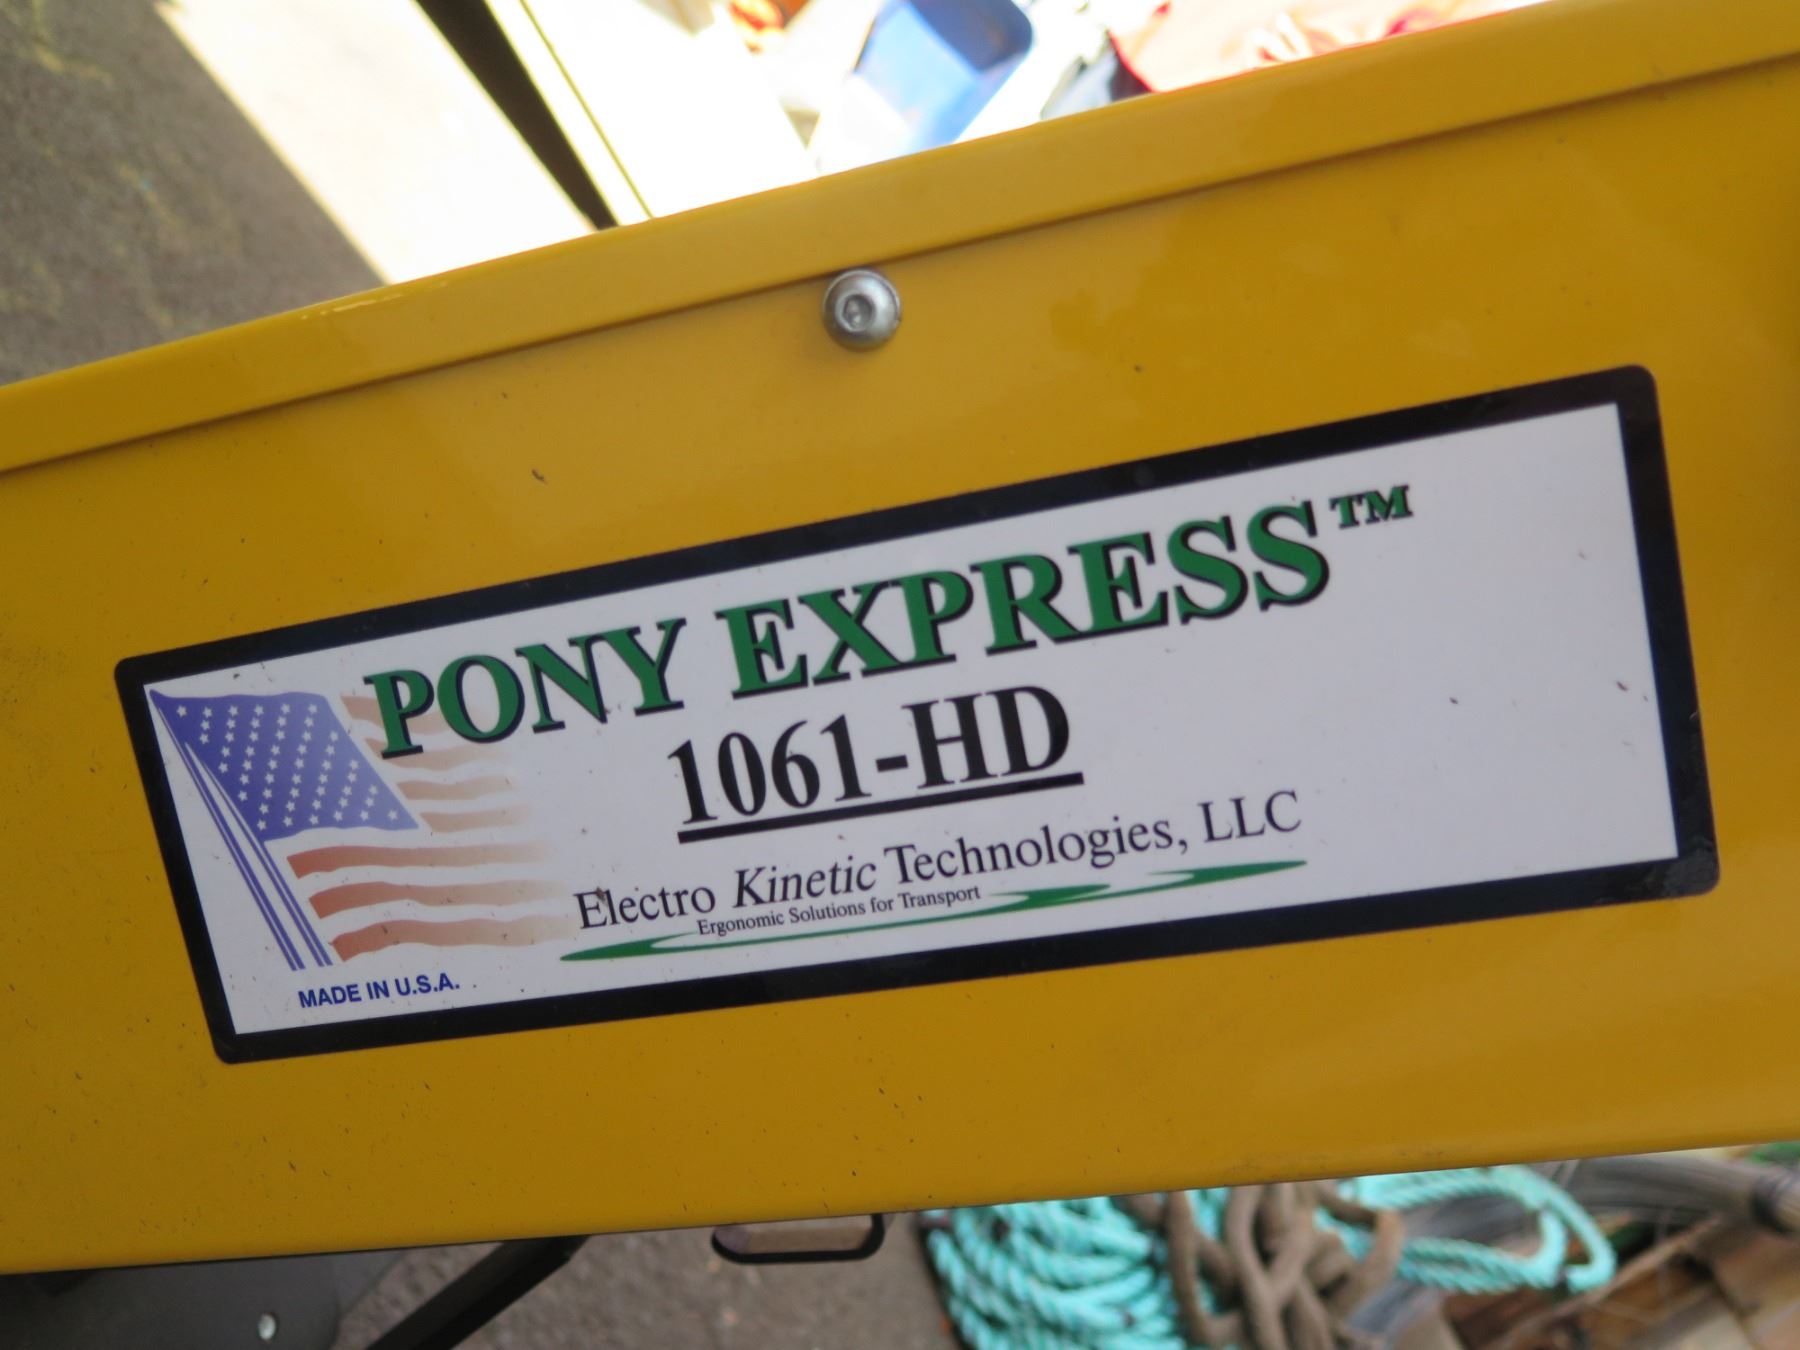 PONY EXPRESS™
1061-HD
Electro Kinetic Technologies, LLC
Ergonomic Solutions for Transport
MADE IN U.S.A.